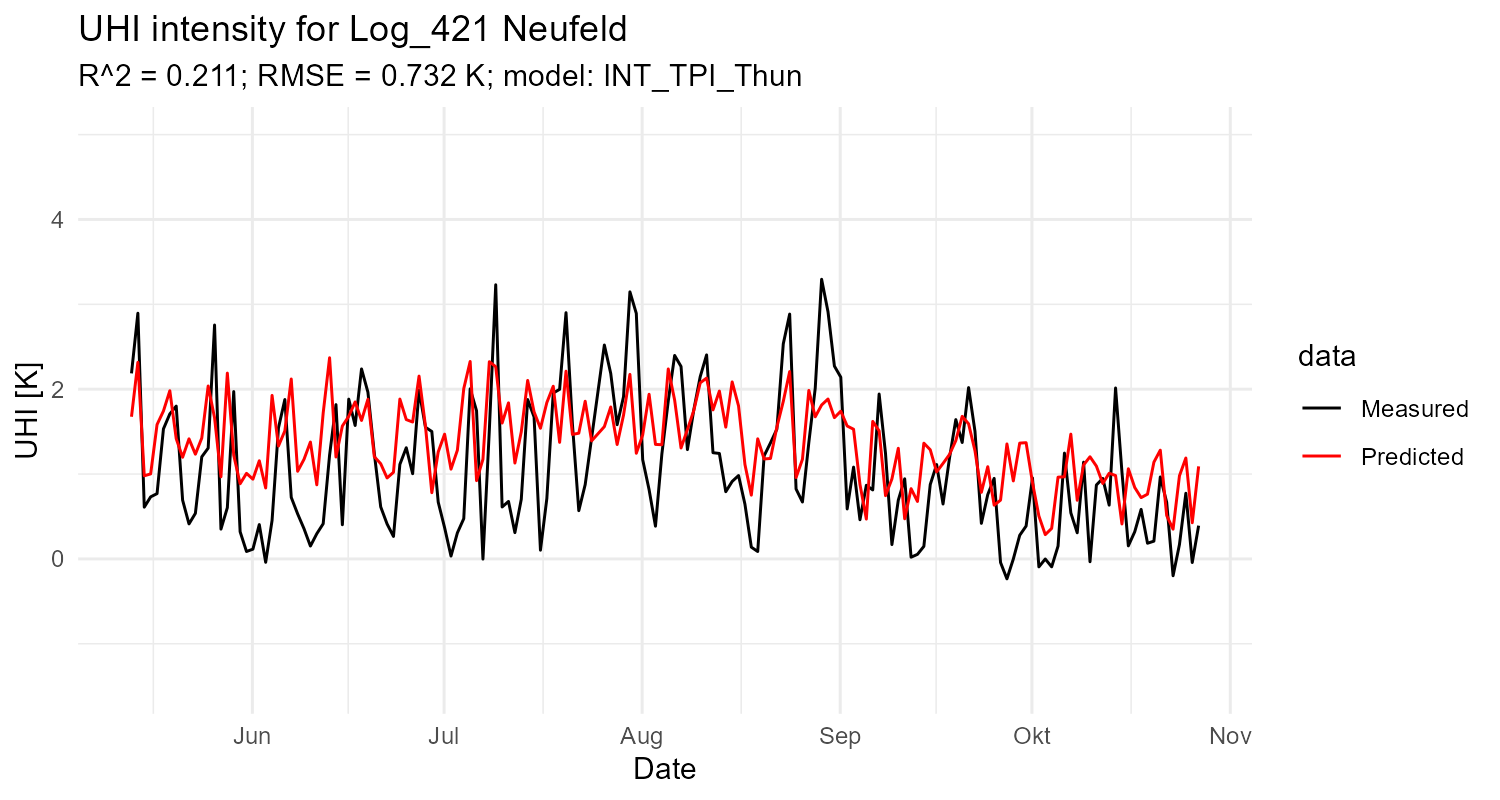 UHI intensity for Log_421 Neufeld
R^2 = 0.211; RMSE = 0.732 K; model: INT_TPI_Thun
UHI [K]
4
2
0
Jun Jul Aug Sep Okt Nov
Date
data
Measured
Predicted